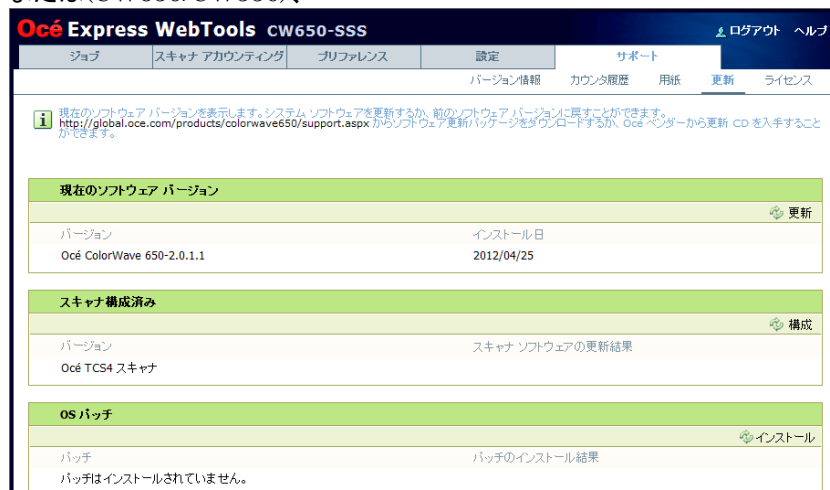 または(CW650/CW650)、
Océ Express WebTools CW650-SSS
ログアウト ヘルプ
ジョブ スキャナ アカウンティング プリファレンス 設定 サポート
バージョン情報 カウンタ履歴 用紙 更新 ライセンス
現在のソフトウェア バージョンを表示します。システム ソフトウェアを更新するか、前のソフトウェア バージョンに戻すことができます。
http://global.oce.com/products/colorwave650/support.aspx からソフトウェア更新パッケージをダウンロードするか、Océ ベンダーから更新 CD を入手すること
ができます。
現在のソフトウェア バージョン
更新
バージョン インストール日
Océ ColorWave 650-2.0.1.1 2012/04/25
スキャナ構成済み
構成
バージョン スキャナ ソフトウェアの更新結果
Océ TCS4 スキャナ
OS パッチ
インストール
パッチ パッチのインストール結果
パッチはインストールされていません。